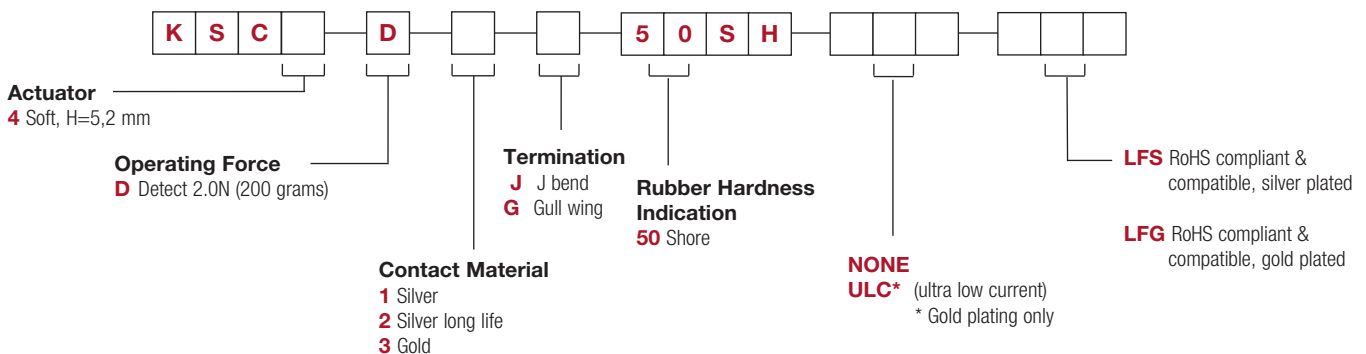 K S C D 5 0 S H
Actuator
4 Soft, H=5,2 mm
Operating Force
D Detect 2.0N (200 grams)
Contact Material
1 Silver
2 Silver long life
3 Gold
Termination
J J bend
G Gull wing
Rubber Hardness
Indication
50 Shore
NONE
ULC* (ultra low current)
* Gold plating only
LFS RoHS compliant &
compatible, silver plated
LFG RoHS compliant &
compatible, gold plated